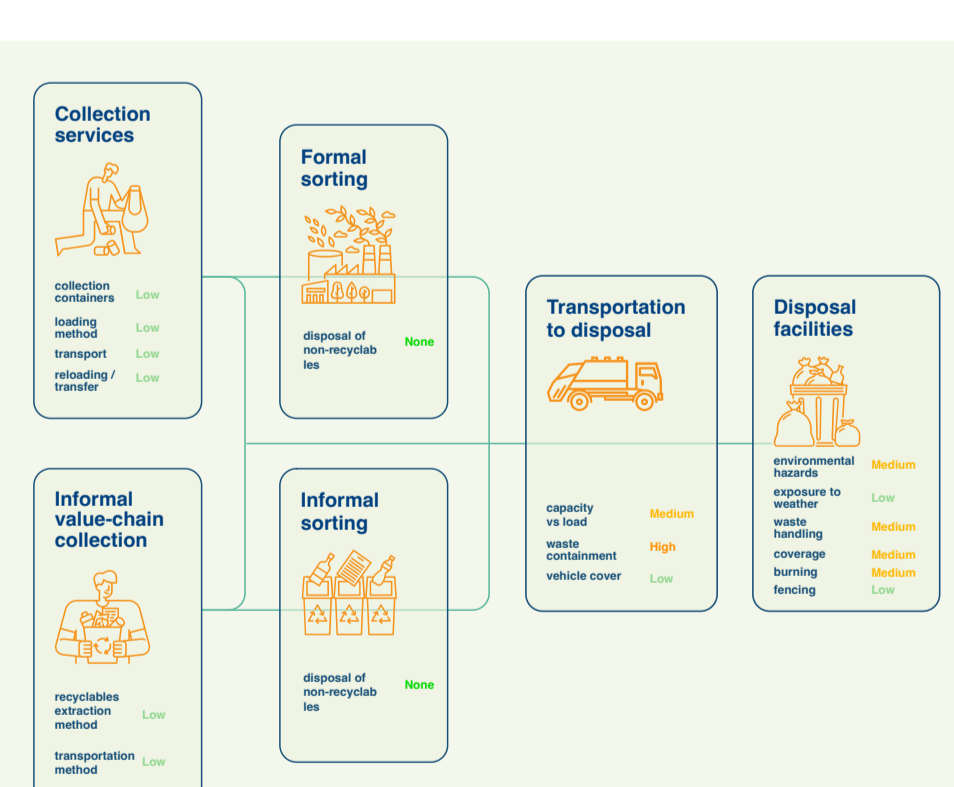 Collection
services
collection
containers
Low
loading
method
Low
transport
Low
reloading /
transfer
Low
Formal
sorting
disposal of
non-recyclab
les
None
Transportation
to disposal
capacity
vs load
Medium
waste
containment
High
vehicle cover
Low
Disposal
facilities
environmental
hazards
Medium
exposure to
weather
Low
waste
handling
Medium
coverage
Medium
burning
Medium
fencing
Low
Informal
value-chain
collection
recyclables
extraction
method
Low
transportation
method
Low
Informal
sorting
disposal of
non-recyclab
les
None